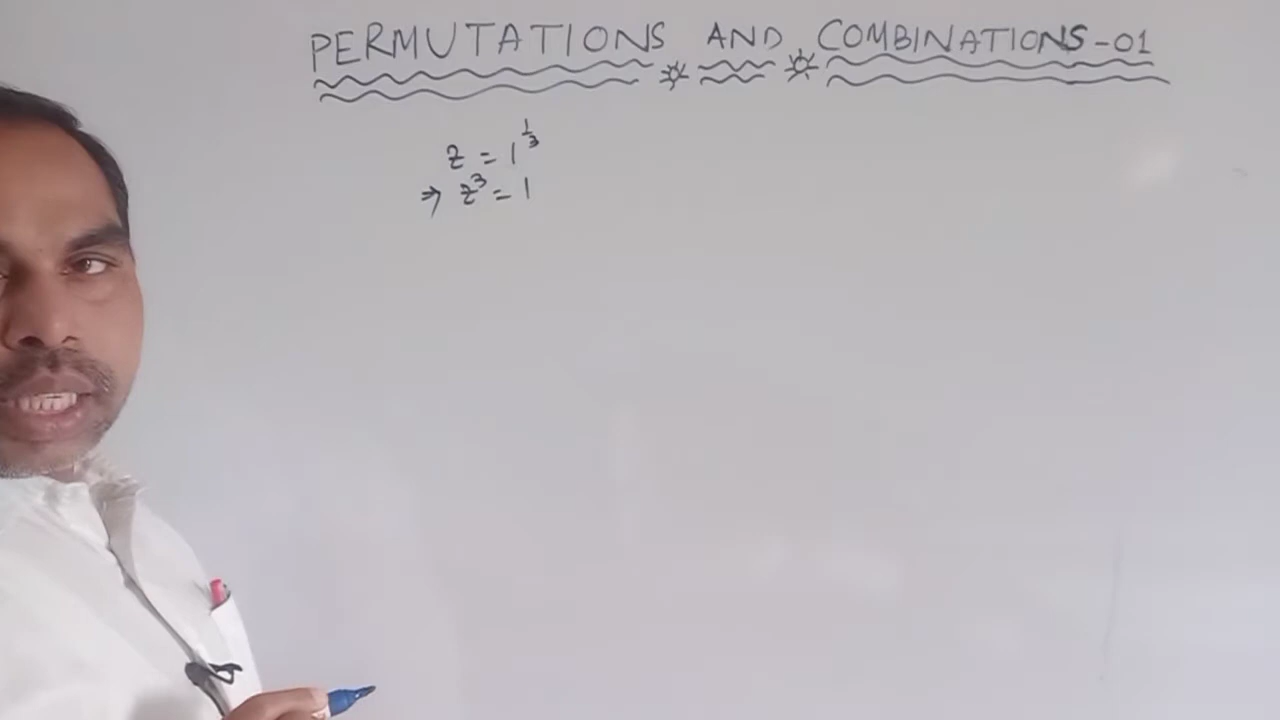 PERMUTATIONS AND COMBINATIONS-01
z = 1^{1/3}
⇒ z³ = 1